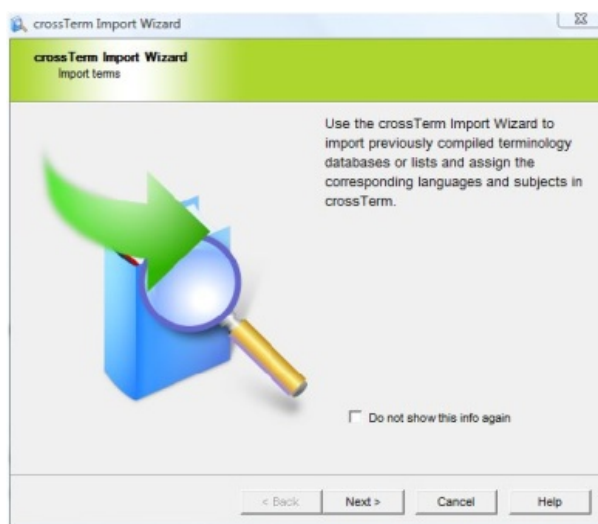 crossTerm Import Wizard
crossTerm Import Wizard
Import terms
Use the crossTerm Import Wizard to
import previously compiled terminology
databases or lists and assign the
corresponding languages and subjects in
crossTerm.
Do not show this info again
< Back
Next >
Cancel
Help